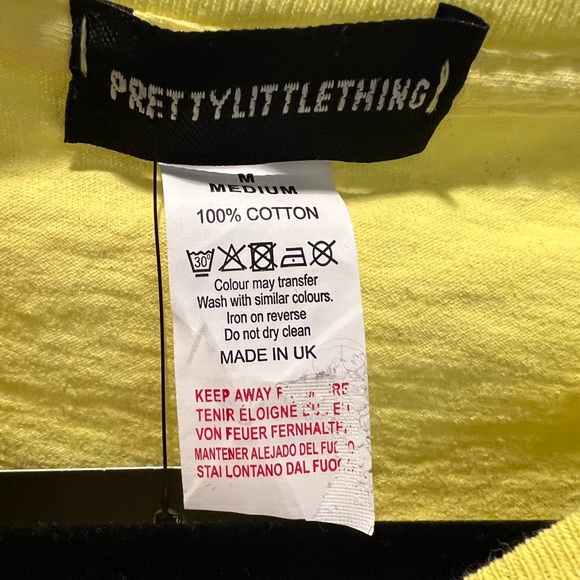 PRETTYLITTLETHING
M
MEDIUM
100% COTTON
30°
Colour may transfer
Wash with similar colours.
Iron on reverse
Do not dry clean
MADE IN UK
KEEP AWAY
TENIR ÉLOIGNÉ
VON FEUER FERNHALTE
MANTENER ALEJADO DEL
STAI LONTANO DAL